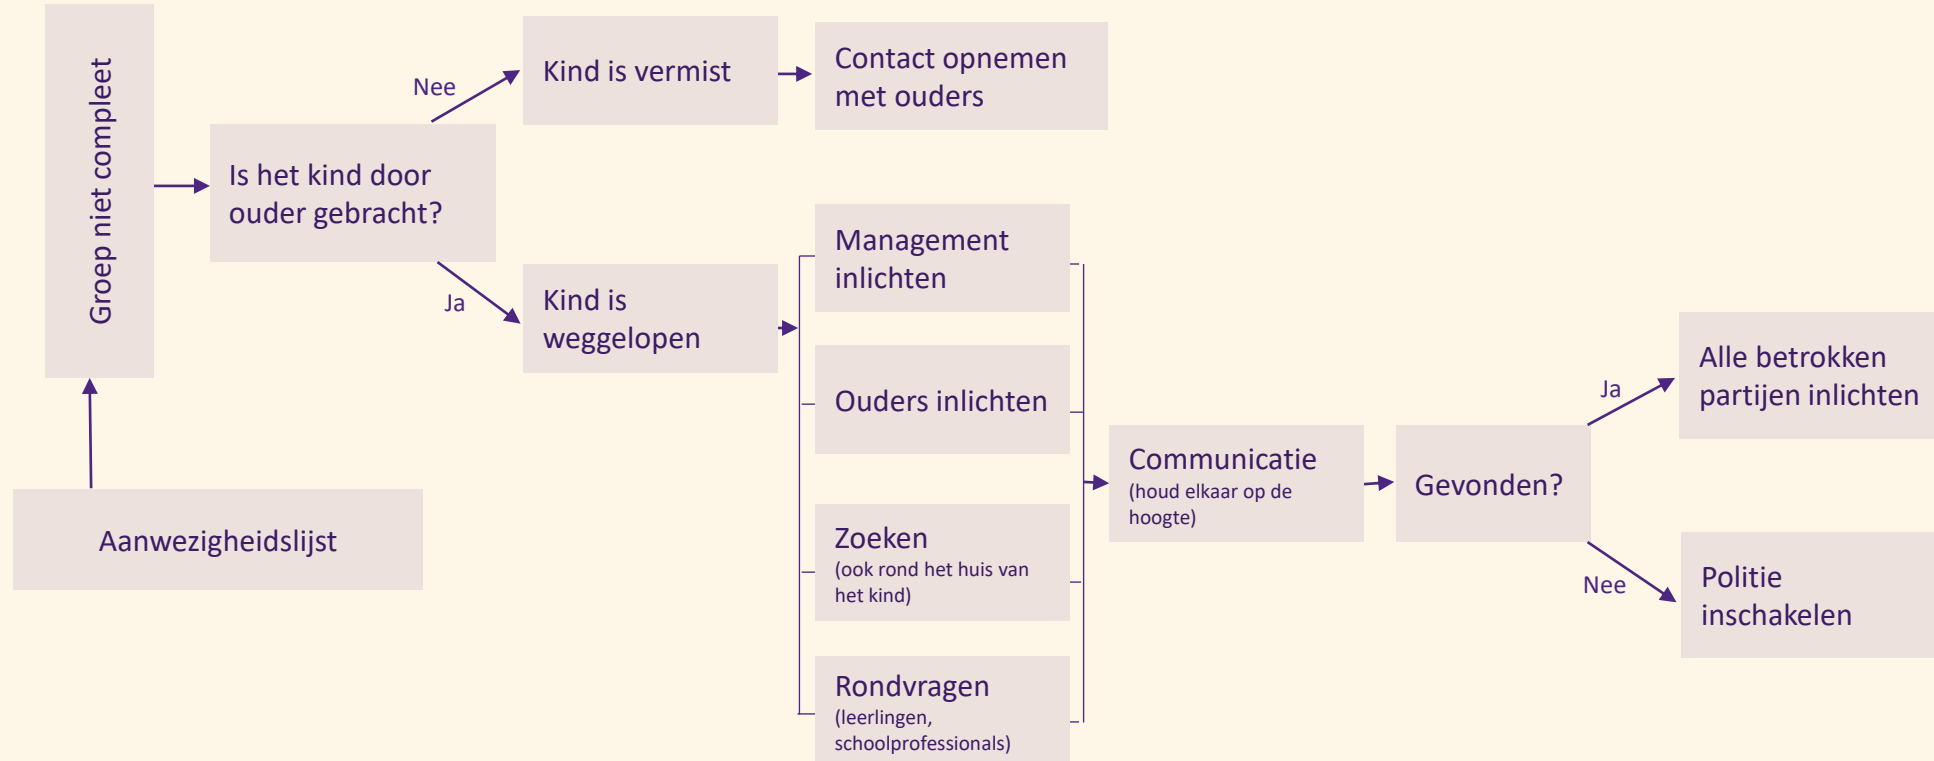 Groep niet compleet
Aanwezigheidslijst
Is het kind door
ouder gebracht?
Nee
Kind is vermist
Contact opnemen
met ouders
Ja
Kind is
weggelopen
Management
inlichten
Ouders inlichten
Zoeken
(ook rond het huis van
het kind)
Rondvragen
(leerlingen,
schoolprofessionals)
Communicatie
(houd elkaar op de
hoogte)
Gevonden?
Ja
Alle betrokken
partijen inlichten
Nee
Politie
inschakelen